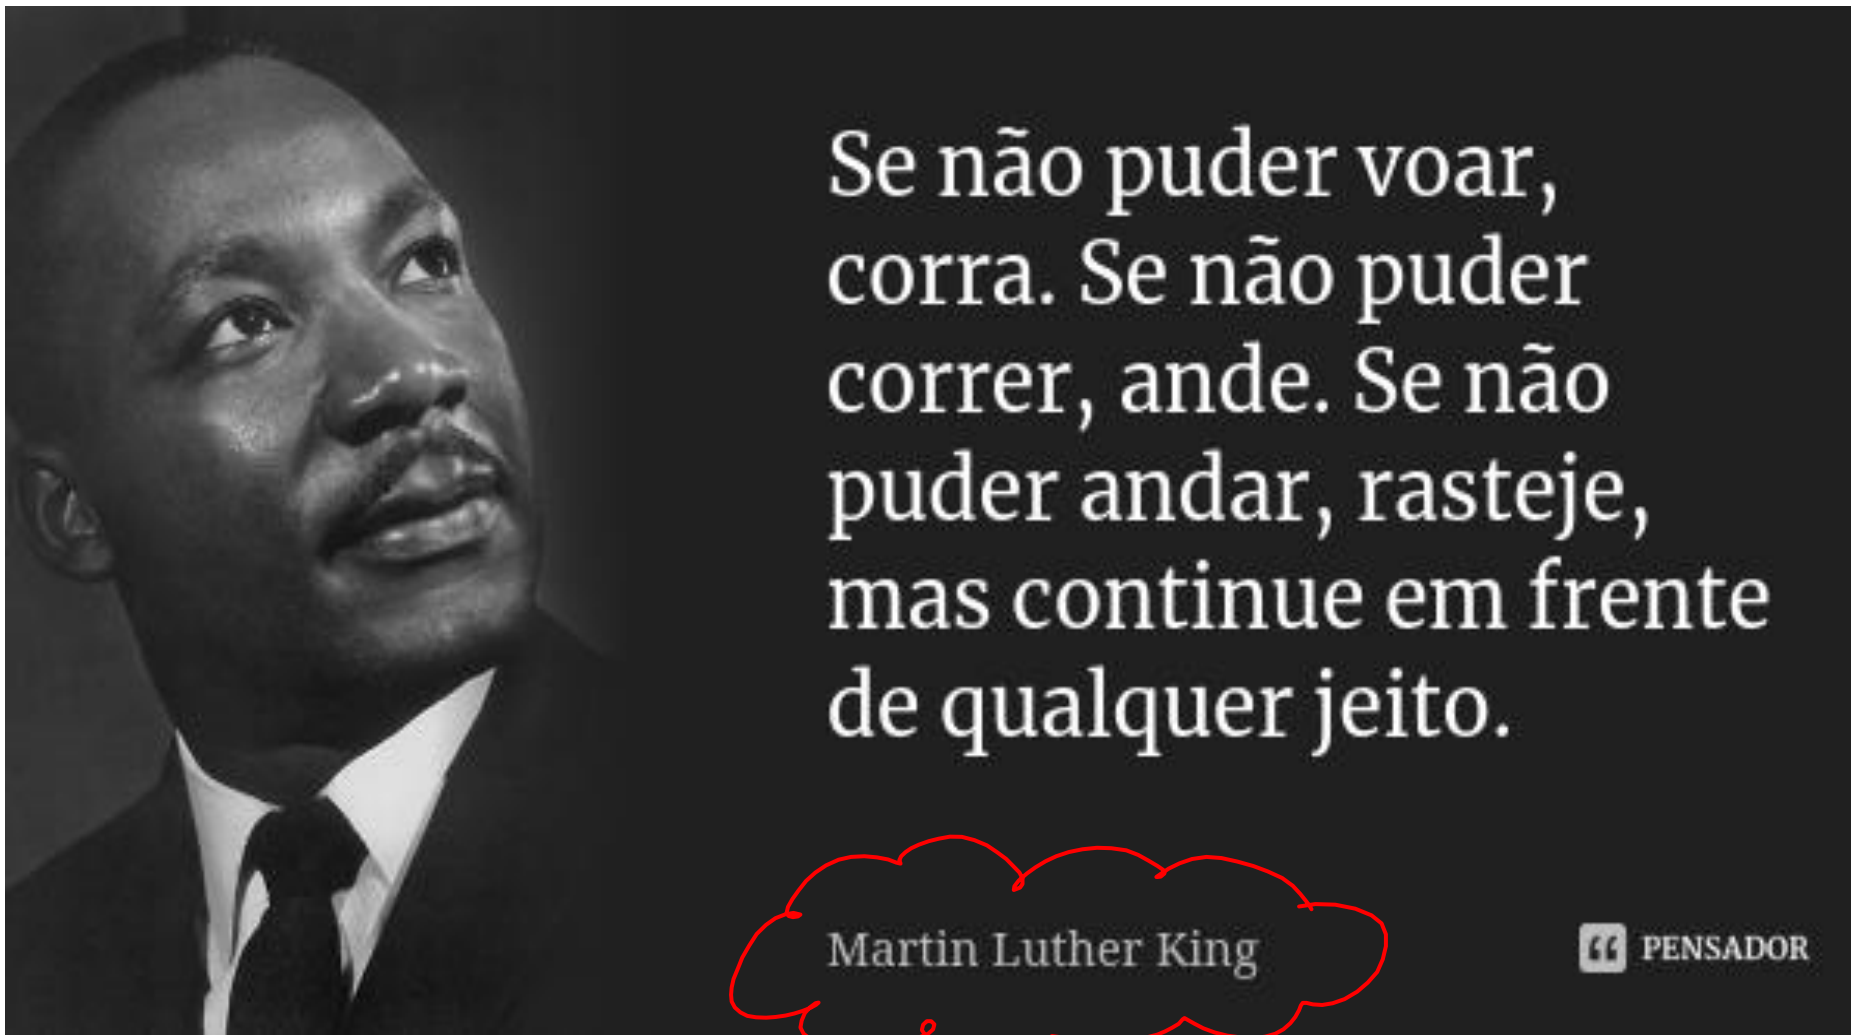 Se não puder voar,
corra. Se não puder
correr, ande. Se não
puder andar, rasteje,
mas continue em frente
de qualquer jeito.
Martin Luther King
PENSADOR